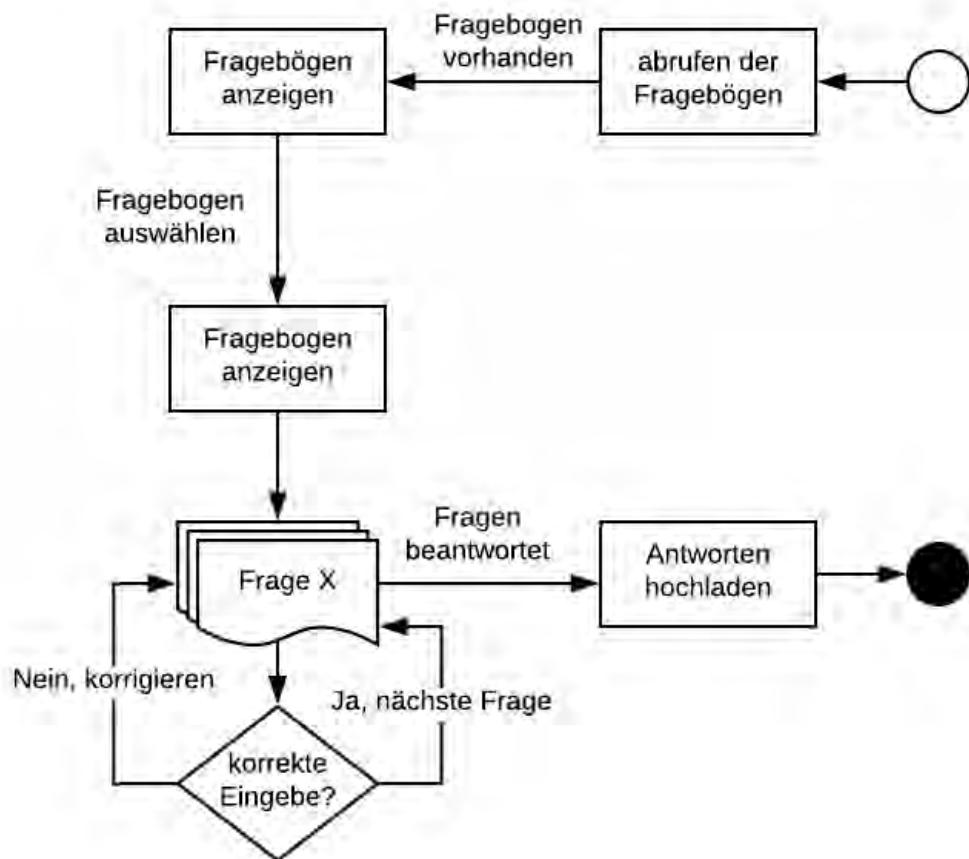 Fragebögen
anzeigen
Fragebogen
vorhanden
abrufen der
Fragebögen
Fragebogen
auswählen
Fragebogen
anzeigen
Frage X
Fragen
beantwortet
Antworten
hochladen
Nein, korrigieren
Ja, nächste Frage
korrekte
Eingebe?